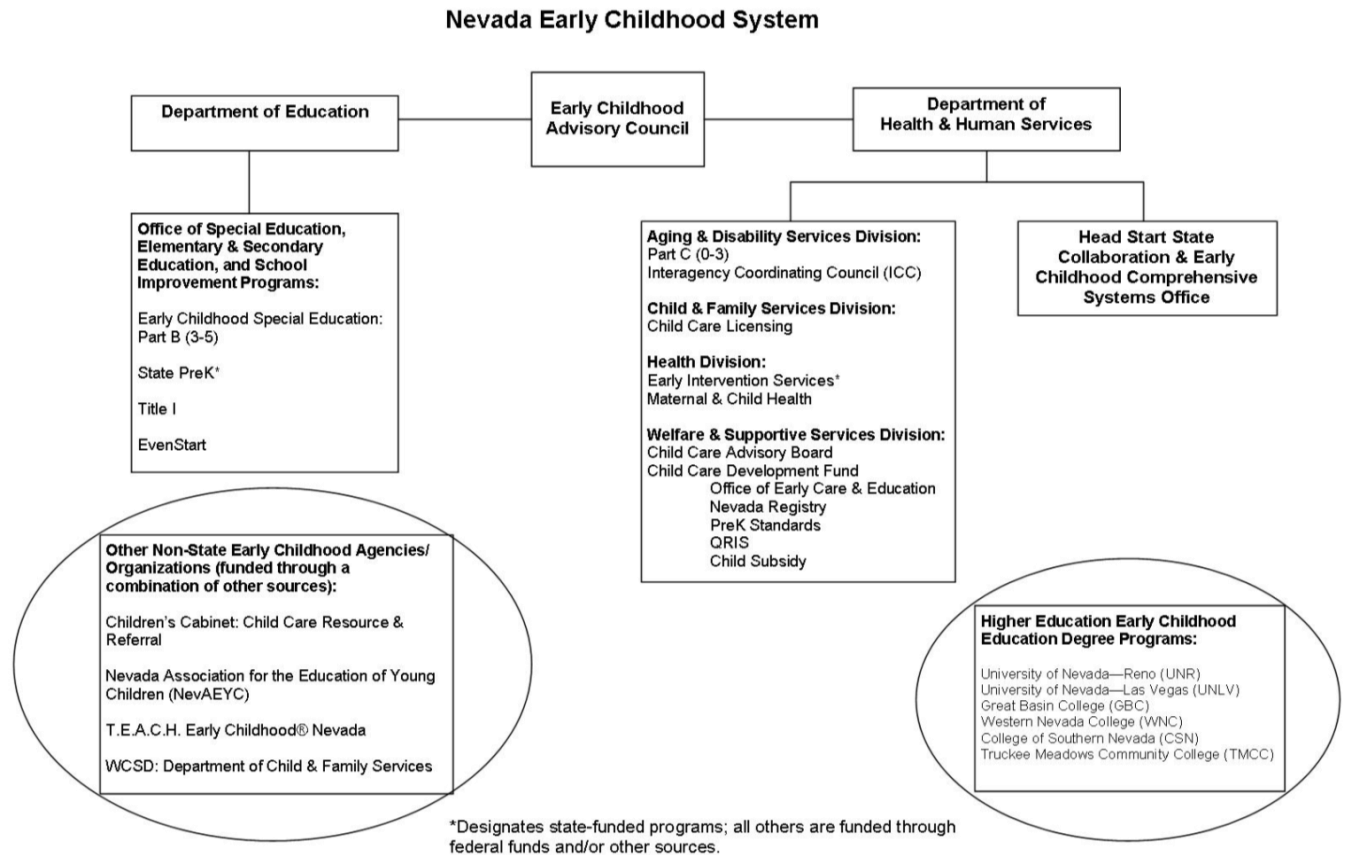 Nevada Early Childhood System
Department of Education
Early Childhood
Advisory Council
Department of
Health & Human Services
Office of Special Education,
Elementary & Secondary
Education, and School
Improvement Programs:
Early Childhood Special Education:
Part B (3-5)
State PreK*
Title I
EvenStart
Aging & Disability Services Division:
Part C (0-3)
Interagency Coordinating Council (ICC)
Child & Family Services Division:
Child Care Licensing
Health Division:
Early Intervention Services*
Maternal & Child Health
Welfare & Supportive Services Division:
Child Care Advisory Board
Child Care Development Fund
Office of Early Care & Education
Nevada Registry
PreK Standards
QRIS
Child Subsidy
Head Start State
Collaboration & Early
Childhood Comprehensive
Systems Office
Other Non-State Early Childhood Agencies/
Organizations (funded through a
combination of other sources):
Children's Cabinet: Child Care Resource &
Referral
Nevada Association for the Education of Young
Children (NevAEYC)
T.E.A.C.H. Early Childhood® Nevada
WCSD: Department of Child & Family Services
Higher Education Early Childhood
Education Degree Programs:
University of Nevada—Reno (UNR)
University of Nevada—Las Vegas (UNLV)
Great Basin College (GBC)
Western Nevada College (WNC)
College of Southern Nevada (CSN)
Truckee Meadows Community College (TMCC)
*Designates state-funded programs; all others are funded through
federal funds and/or other sources.